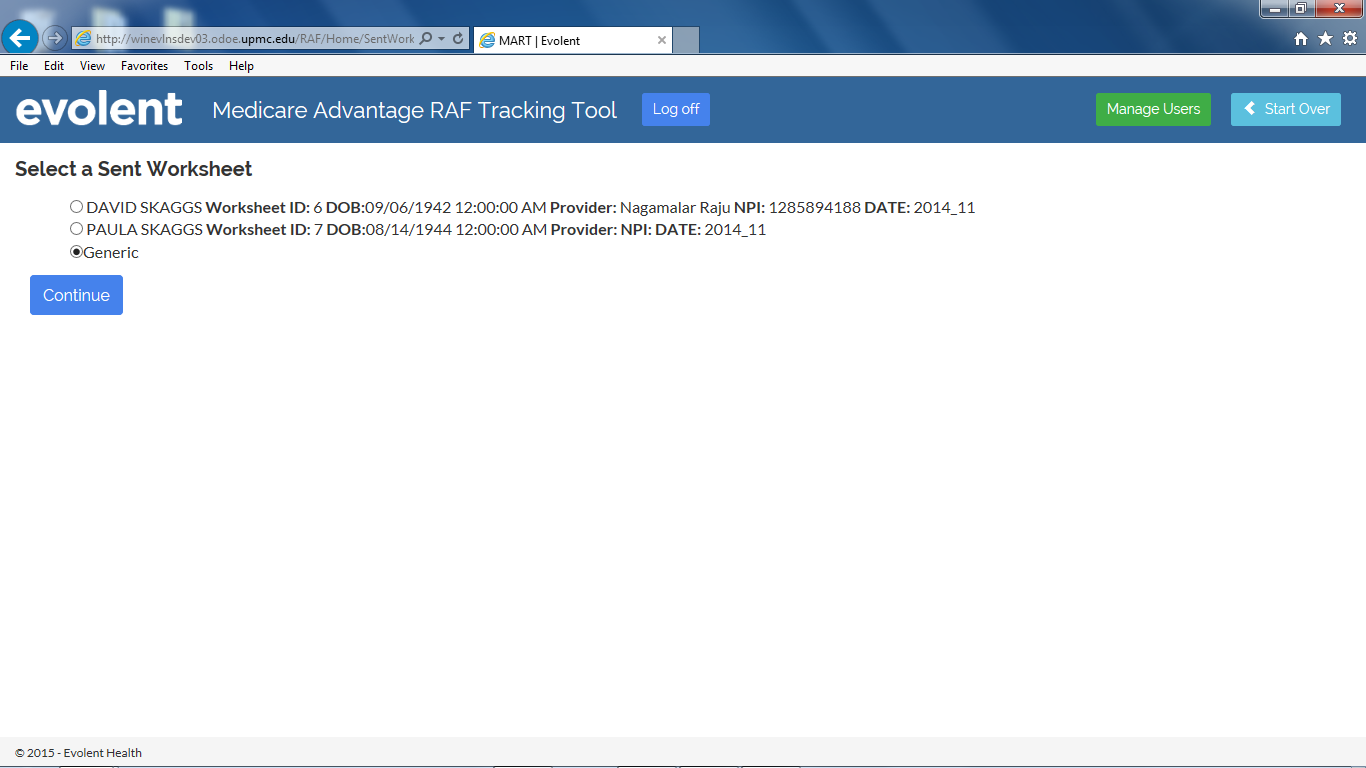 http://winevlnsdev03.odoe.upmc.edu/RAF/Home/SentWork
MART | Evolent
File Edit View Favorites Tools Help
evolent Medicare Advantage RAF Tracking Tool Log off Manage Users Start Over
Select a Sent Worksheet
DAVID SKAGGS Worksheet ID: 6 DOB:09/06/1942 12:00:00 AM Provider: Nagamalar Raju NPI: 1285894188 DATE: 2014_11
PAULA SKAGGS Worksheet ID: 7 DOB:08/14/1944 12:00:00 AM Provider: NPI: DATE: 2014_11
Generic
Continue
© 2015 - Evolent Health